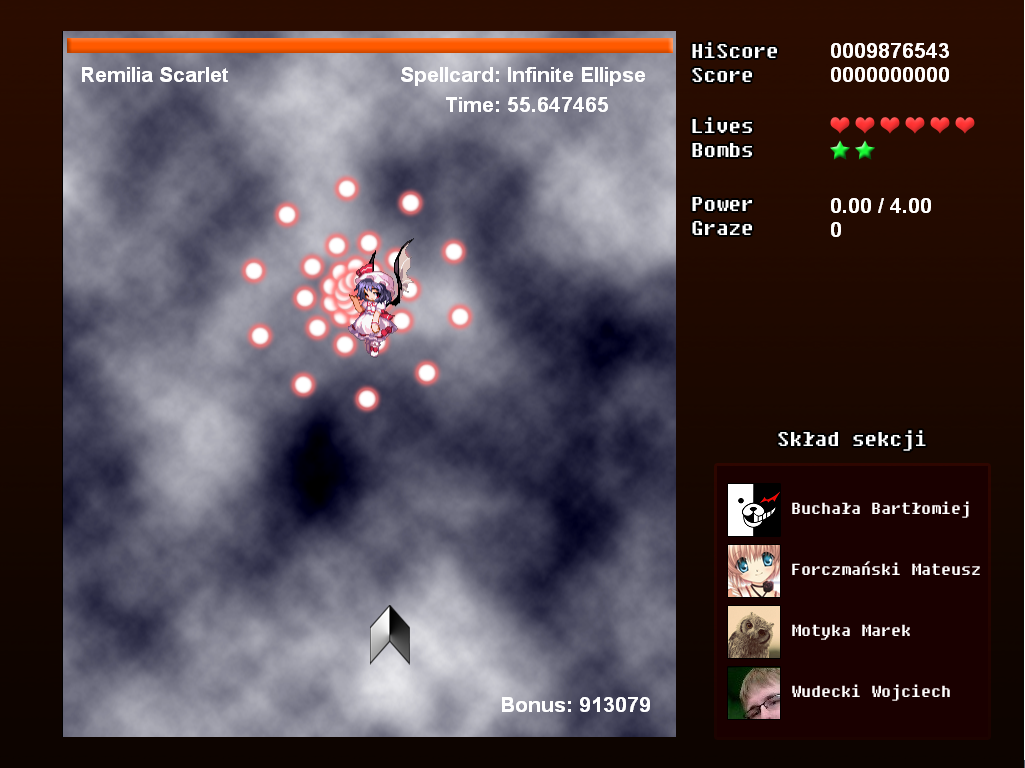 Remilia Scarlet
Spellcard: Infinite Ellipse
Time: 55.647465
Bonus: 913079
HiScore 0009876543
Score 0000000000
Lives
Bombs
Power 0.00 / 4.00
Graze 0
Skład sekcji
Buchała Bartłomiej
Forczmański Mateusz
Motyka Marek
Wudecki Wojciech